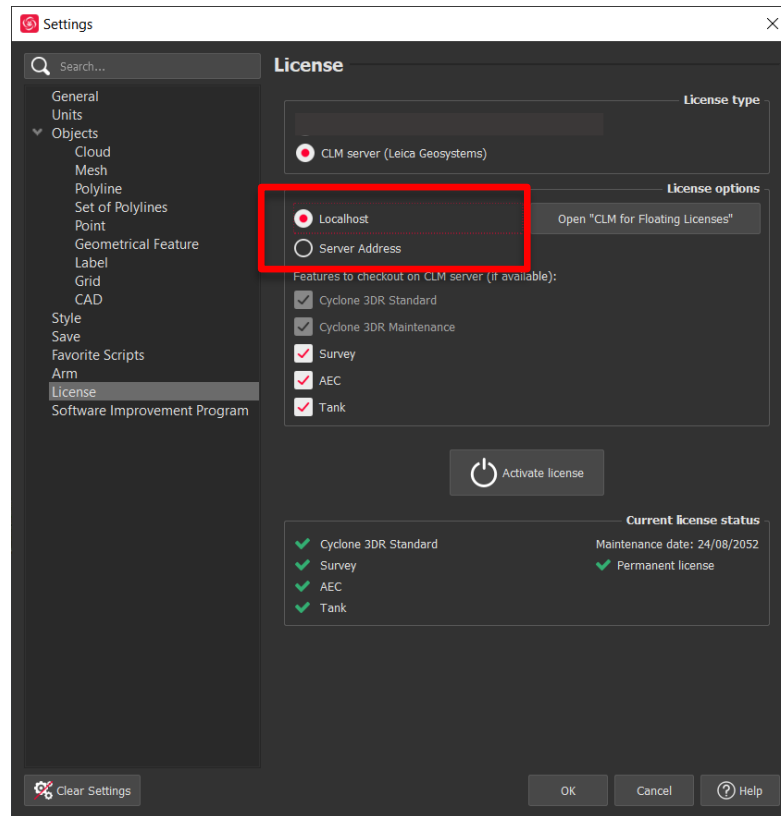 Settings
Search...
License
General
Units
Objects
Cloud
Mesh
Polyline
Set of Polylines
Point
Geometrical Feature
Label
Grid
CAD
Style
Save
Favorite Scripts
Arm
License
Software Improvement Program
License type
CLM server (Leica Geosystems)
License options
Localhost
Open "CLM for Floating Licenses"
Server Address
Features to checkout on CLM server (if available):
Cyclone 3DR Standard
Cyclone 3DR Maintenance
Survey
AEC
Tank
Activate license
Current license status
Cyclone 3DR Standard
Maintenance date: 24/08/2052
Survey
Permanent license
AEC
Tank
Clear Settings
OK
Cancel
Help